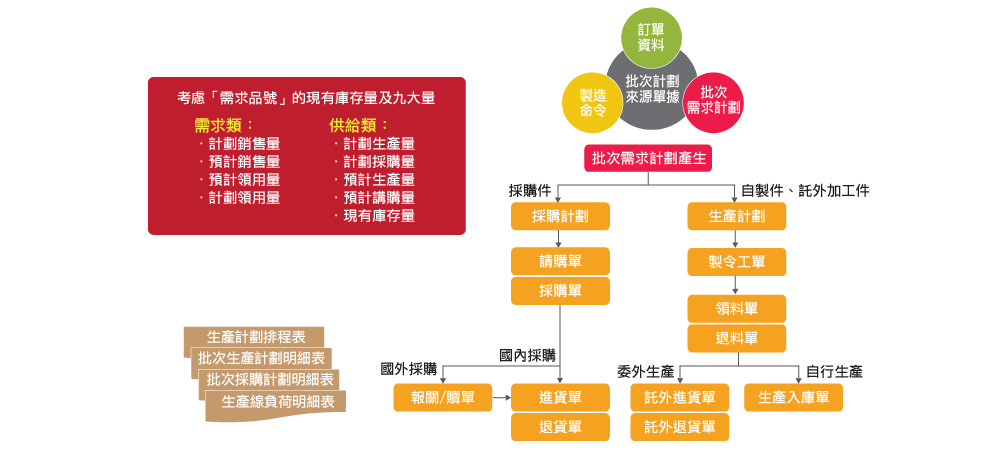 訂單
資料
批次計劃
來源單據
製造
命令
批次
需求計劃
考慮「需求品號」的現有庫存量及九大量
需求類：
．計劃銷售量
．預計銷售量
．預計領用量
．計劃領用量
供給類：
．計劃生產量
．計劃採購量
．預計生產量
．預計講購量
．現有庫存量
批次需求計劃產生
採購件
自製件、託外加工件
採購計劃
生產計劃
請購單
製令工單
採購單
領料單
退料單
生產計劃排程表
批次生產計劃明細表
批次採購計劃明細表
生產線負荷明細表
國內採購
國外採購
委外生產
自行生產
報關/贖單
進貨單
託外進貨單
生產入庫單
退貨單
託外退貨單